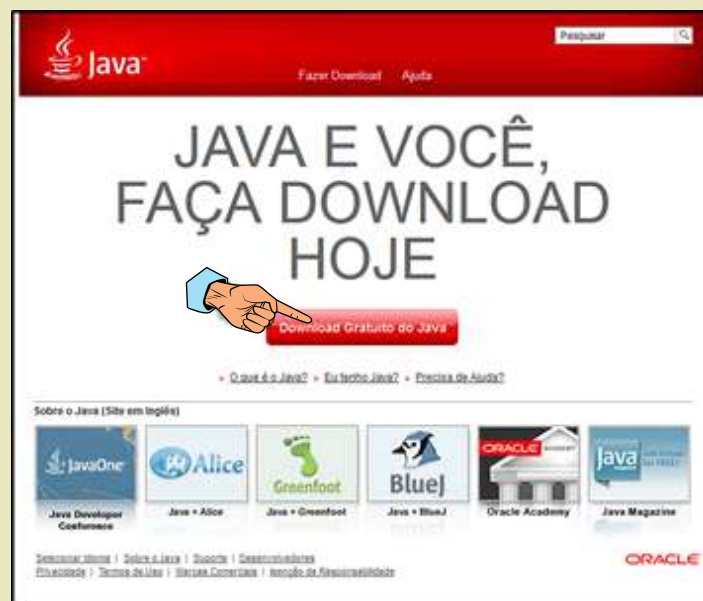 Java
Pesquisar
Fazer Download Ajuda
JAVA E VOCÊ,
FAÇA DOWNLOAD
HOJE
Download Gratuito do Java
» O que é o Java? » Eu tenho Java? » Precisa de Ajuda?
Sobre o Java (Site em Inglês)
JavaOne
Alice
Greenfoot
BlueJ
ORACLE ACADEMY
Java
Java Developer
Conference
Java + Alice
Java + Greenfoot
Java + BlueJ
Oracle Academy
Java Magazine
Selecionar Idioma | Sobre o Java | Suporte | Desenvolvedores
Privacidade | Termos de Uso | Marcas Comerciais | Isenção de Responsabilidade
ORACLE